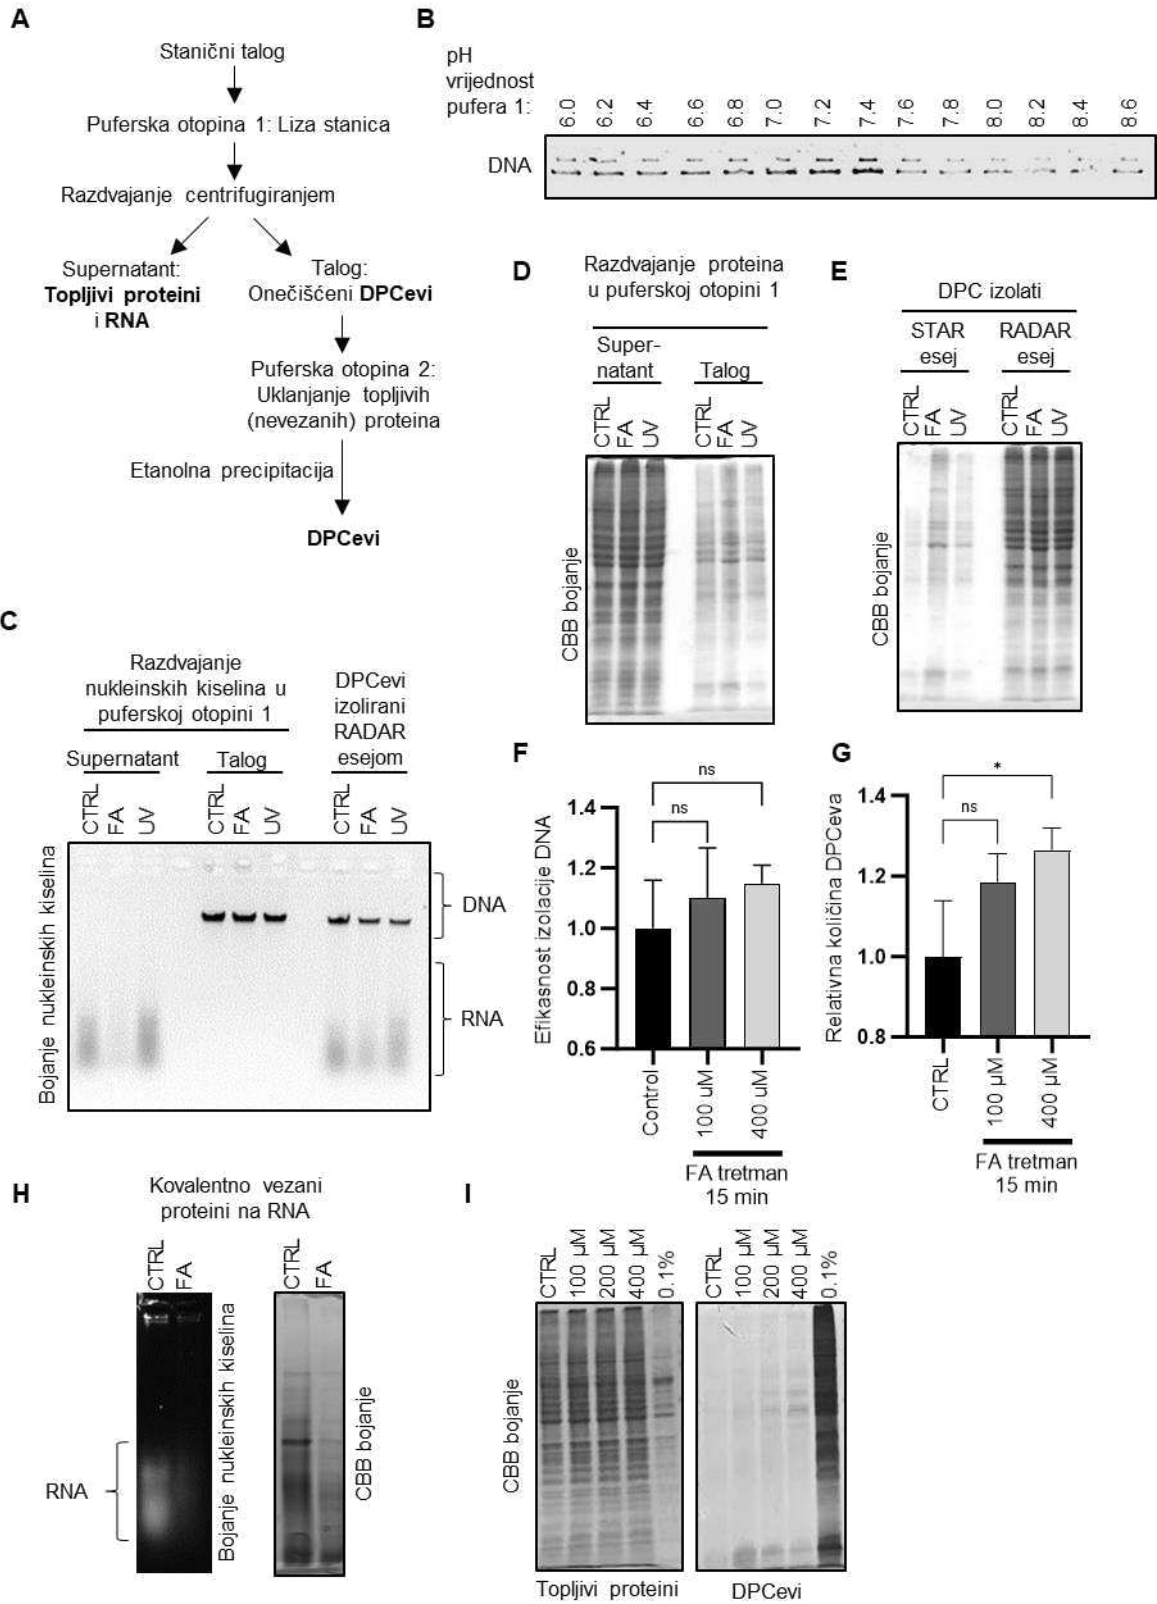 A
Stanični talog
Puferska otopina 1: Liza stanica
Razdvajanje centrifugiranjem
Supernatant:
Topljivi proteini
i RNA
Talog:
Onečišćeni DPCevi
Puferska otopina 2:
Uklanjanje topljivih
(nevezanih) proteina
Etanolna precipitacija
DPCevi
B
pH
vrijednost
pufera 1:
6.0 6.2 6.4 6.6 6.8 7.0 7.2 7.4 7.6 7.8 8.0 8.2 8.4 8.6
DNA
C
Razdvajanje
nukleinskih kiselina u
puferskoj otopini 1
DPCevi
izolirani
RADAR
esejom
Supernatant Talog
CTRL FA UV CTRL FA UV CTRL FA UV
Bojanje nukleinskih kiselina
DNA
RNA
D
Razdvajanje proteina
u puferskoj otopini 1
Super-
natant
Talog
CTRL FA UV CTRL FA UV
CBB bojanje
E
DPC izolati
STAR
esej
RADAR
esej
CTRL FA UV CTRL FA UV
CBB bojanje
F
Efikasnost izolacije DNA
1.4
1.2
1.0
0.8
0.6
ns
ns
Control 100 uM 400 uM
FA tretman
15 min
G
Relativna količina DPCeva
1.4
1.2
1.0
0.8
*
ns
CTRL 100 µM 400 µM
FA tretman
15 min
H
Kovalentno vezani
proteini na RNA
CTRL FA CTRL FA
RNA
Bojanje nukleinskih kiselina
CBB bojanje
I
CTRL 100 µM 200 µM 400 µM 0.1% CTRL 100 µM 200 µM 400 µM 0.1%
CBB bojanje
Topljivi proteini DPCevi